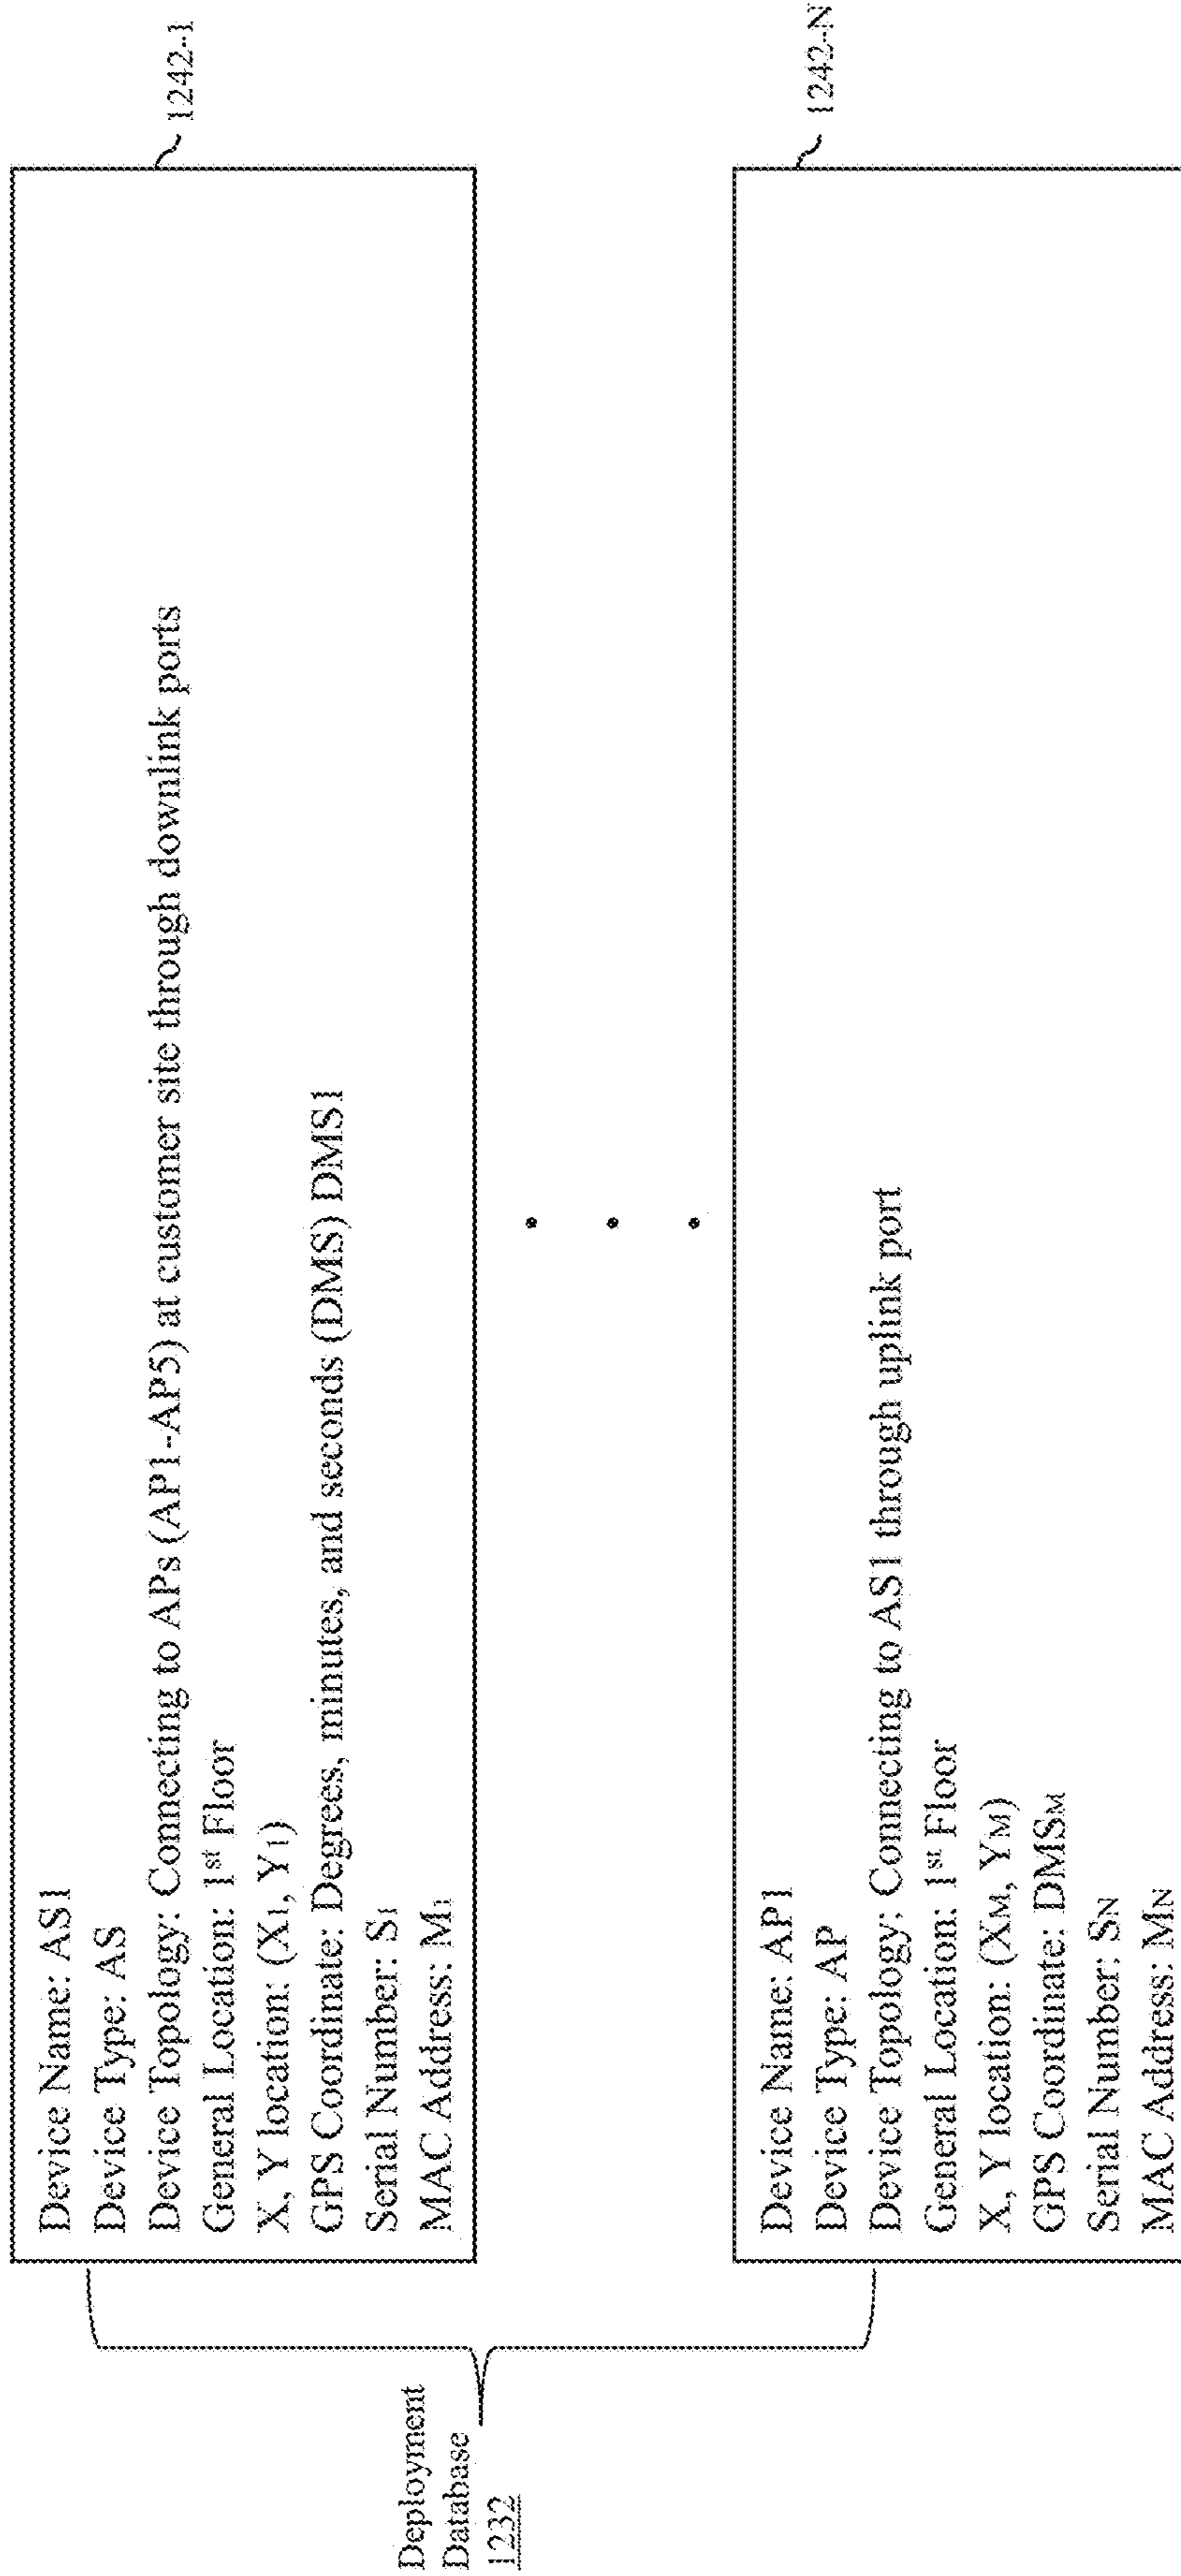 Deployment
Database
1232
Device Name: AS1
Device Type: AS
Device Topology: Connecting to APs (AP1-AP5) at customer site through downlink ports
General Location: 1st Floor
X, Y location: (X1, Y1)
GPS Coordinate: Degrees, minutes, and seconds (DMS) DMS1
Serial Number: S1
MAC Address: M1
1242-1
Device Name: AP1
Device Type: AP
Device Topology: Connecting to AS1 through uplink port
General Location: 1st Floor
X, Y location: (XM, YM)
GPS Coordinate: DMSM
Serial Number: SN
MAC Address: MN
1242-N